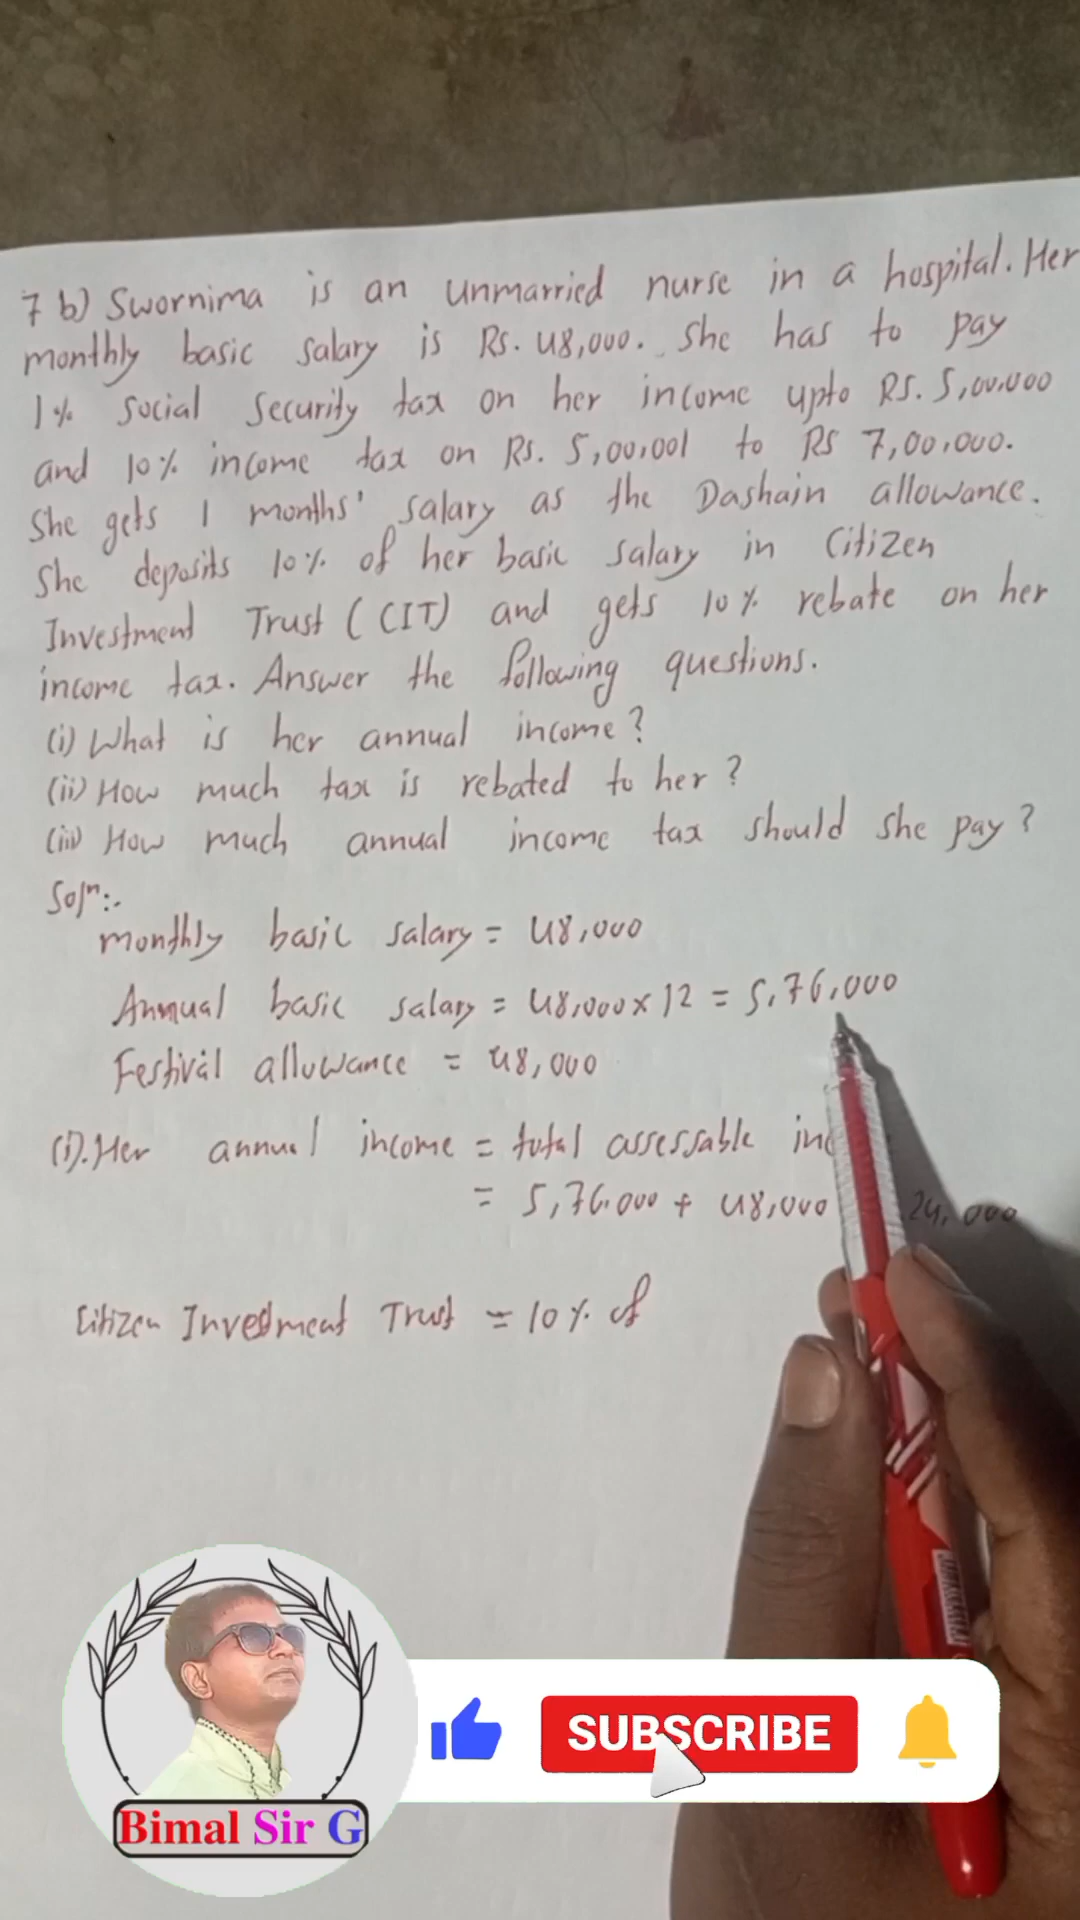 7 b) Swornima is an unmarried nurse in a hospital. Her
monthly basic salary is Rs. 48,000. She has to pay
1% social security tax on her income upto Rs. 5,00,000
and 10% income tax on Rs. 5,00,001 to Rs 7,00,000.
She gets 1 months' salary as the Dashain allowance.
She deposits 10% of her basic salary in Citizen
Investment Trust (CIT) and gets 10% rebate on her
income tax. Answer the following questions.
(i) What is her annual income?
(ii) How much tax is rebated to her?
(iii) How much annual income tax should she pay?
Solⁿ:-
monthly basic salary = 48,000
Annual basic salary = 48,000 × 12 = 5,76,000
Festival allowance = 48,000
(i). Her annual income = total assessable
= 5,76,000 + 48,000 24,000
Citizen Investment Trust = 10% of
SUBSCRIBE
Bimal Sir G